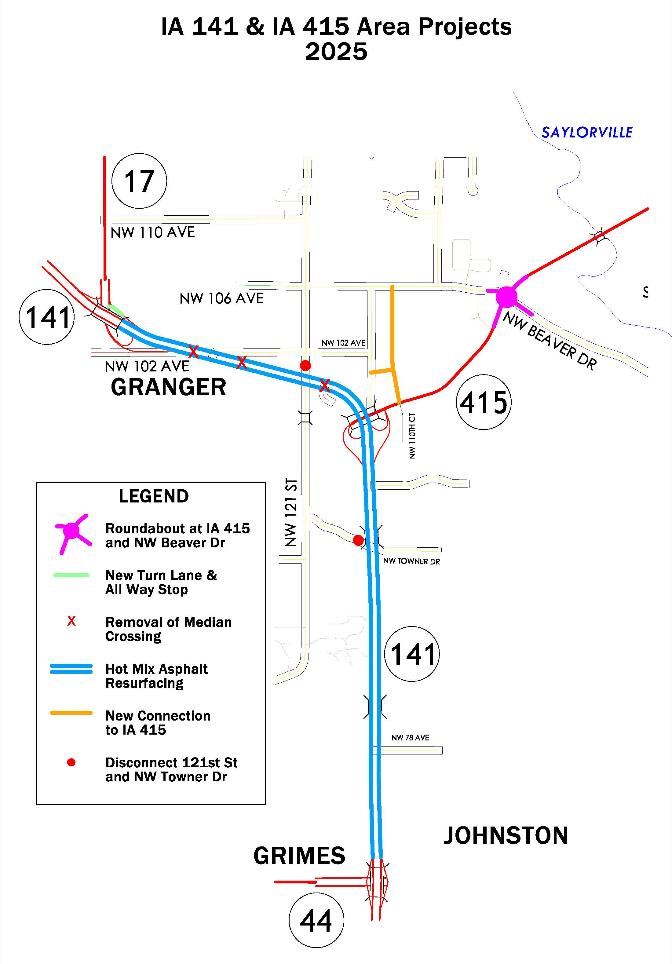 IA 141 & IA 415 Area Projects
2025
SAYLORVILLE
17
NW 110 AVE
NW 106 AVE
141
NW BEAVER DR
NW 102 AVE
NW 102 AVE
GRANGER
415
NW 110TH CT
NW 121 ST
NW TOWNER DR
141
NW 78 AVE
JOHNSTON
GRIMES
44
LEGEND
Roundabout at IA 415
and NW Beaver Dr
New Turn Lane &
All Way Stop
X
Removal of Median
Crossing
Hot Mix Asphalt
Resurfacing
New Connection
to IA 415
Disconnect 121st St
and NW Towner Dr